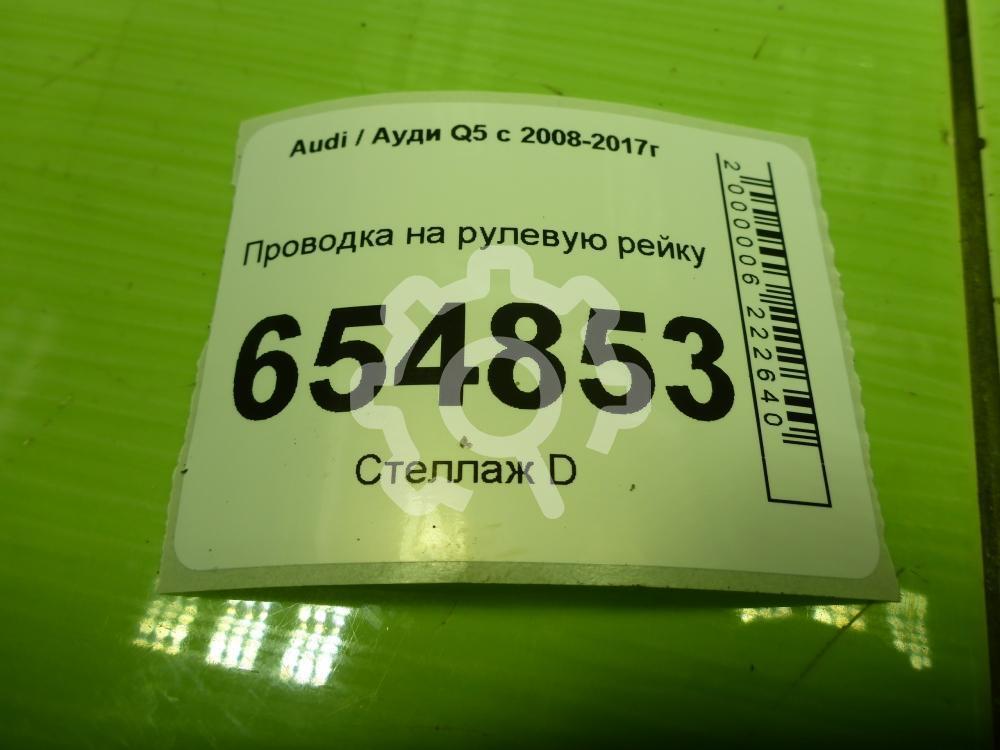 Audi / Ауди Q5 с 2008-2017г
Проводка на рулевую рейку
654853
Стеллаж D
2000006222640